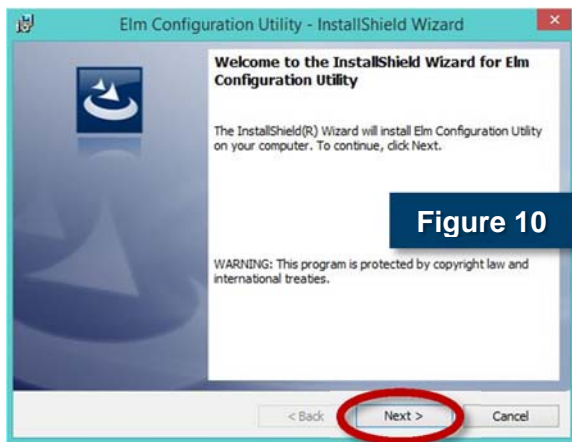 Elm Configuration Utility - InstallShield Wizard
Welcome to the InstallShield Wizard for Elm
Configuration Utility
The InstallShield(R) Wizard will install Elm Configuration Utility
on your computer. To continue, click Next.
Figure 10
WARNING: This program is protected by copyright law and
international treaties.
< Back
Next >
Cancel